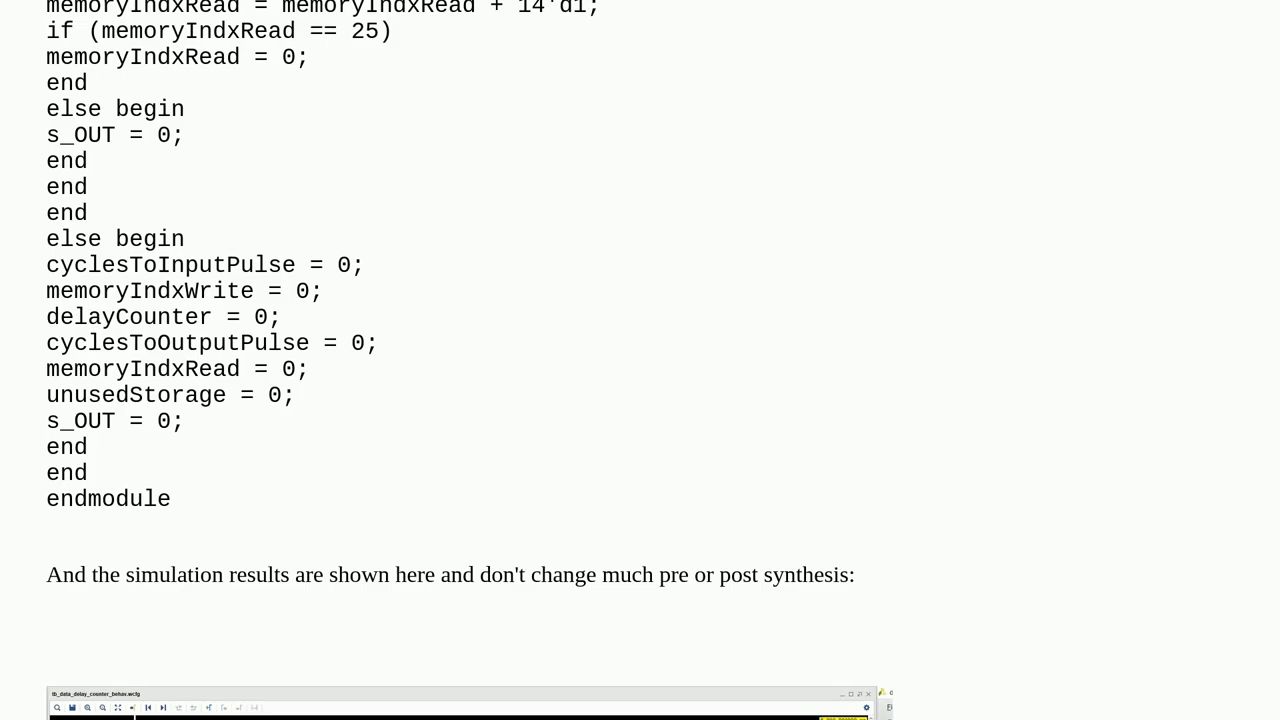 memoryIndxRead = memoryIndxRead + 14'd1;
if (memoryIndxRead == 25)
memoryIndxRead = 0;
end
else begin
s_OUT = 0;
end
end
end
else begin
cyclesToInputPulse = 0;
memoryIndxWrite = 0;
delayCounter = 0;
cyclesToOutputPulse = 0;
memoryIndxRead = 0;
unusedStorage = 0;
s_OUT = 0;
end
end
endmodule
And the simulation results are shown here and don't change much pre or post synthesis:
tb_data_delay_counter_behav.wcfg